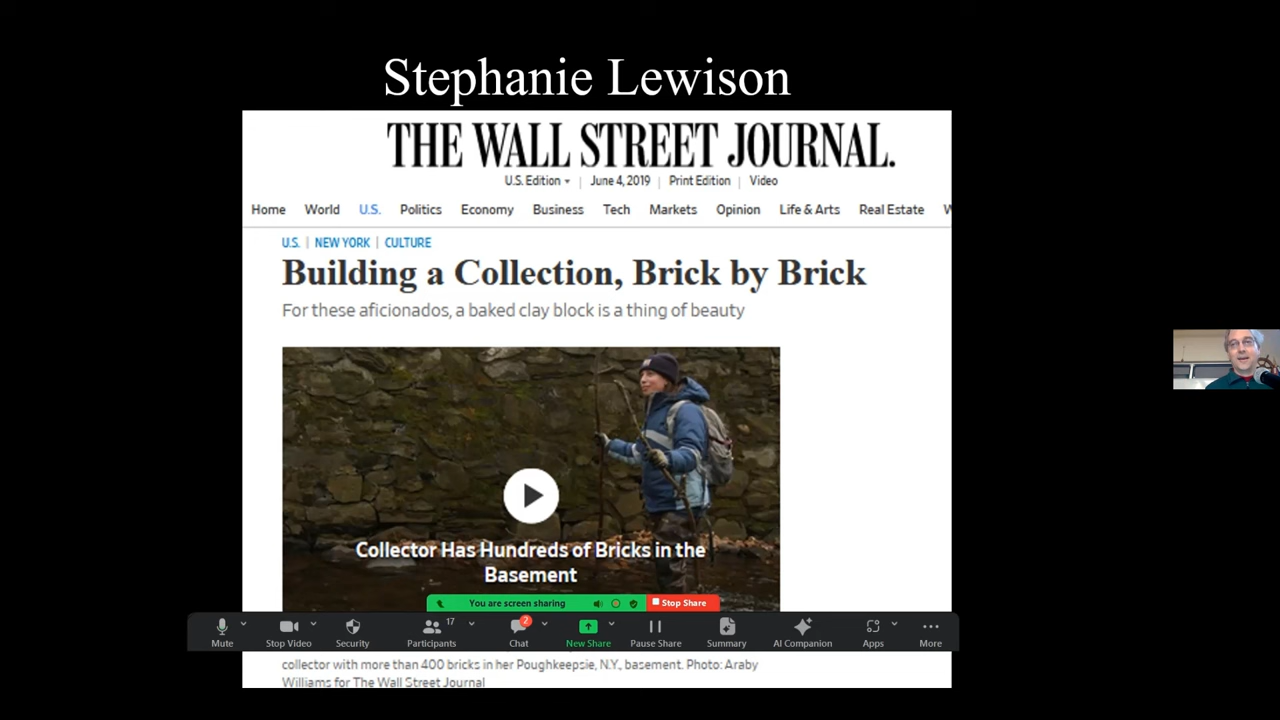 Stephanie Lewison
THE WALL STREET JOURNAL.
U.S. Edition | June 4, 2019 | Print Edition | Video
Home World U.S. Politics Economy Business Tech Markets Opinion Life & Arts Real Estate W
U.S. | NEW YORK | CULTURE
Building a Collection, Brick by Brick
For these aficionados, a baked clay block is a thing of beauty
Collector Has Hundreds of Bricks in the
Basement
You are screen sharing Stop Share
17 2
Mute Stop Video Security Participants Chat New Share Pause Share Summary AI Companion Apps More
collector with more than 400 bricks in her Poughkeepsie, N.Y., basement. Photo: Araby
Williams for The Wall Street Journal